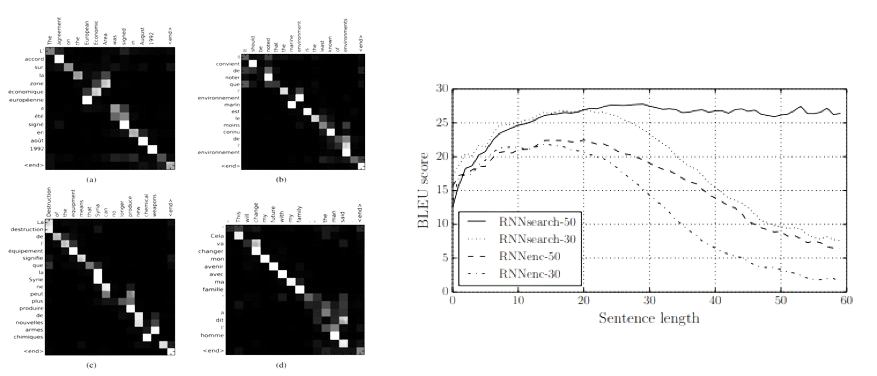 The agreement on the European Economic Area was signed in August 1992 <end>
L'
accord
sur
la
zone
économique
européenne
a
été
signé
en
août
1992
.
<end>
(a)
It should be noted that the marine environment is the least known of environments . <end>
Il
convient
de
noter
que
l'
environnement
marin
est
le
moins
connu
de
l'
environnement
.
<end>
(b)
Destruction of the equipment means that Syria can no longer produce new chemical weapons . <end>
La
destruction
de
l'
équipement
signifie
que
la
Syrie
ne
peut
plus
produire
de
nouvelles
armes
chimiques
.
<end>
(c)
" This will change my future with my family , " the man said . <end>
"
Cela
va
changer
mon
avenir
avec
ma
famille
"
,
a
dit
l'
homme
.
<end>
(d)
BLEU score
30
25
20
15
10
5
0
RNNsearch-50
RNNsearch-30
RNNenc-50
RNNenc-30
0 10 20 30 40 50 60
Sentence length